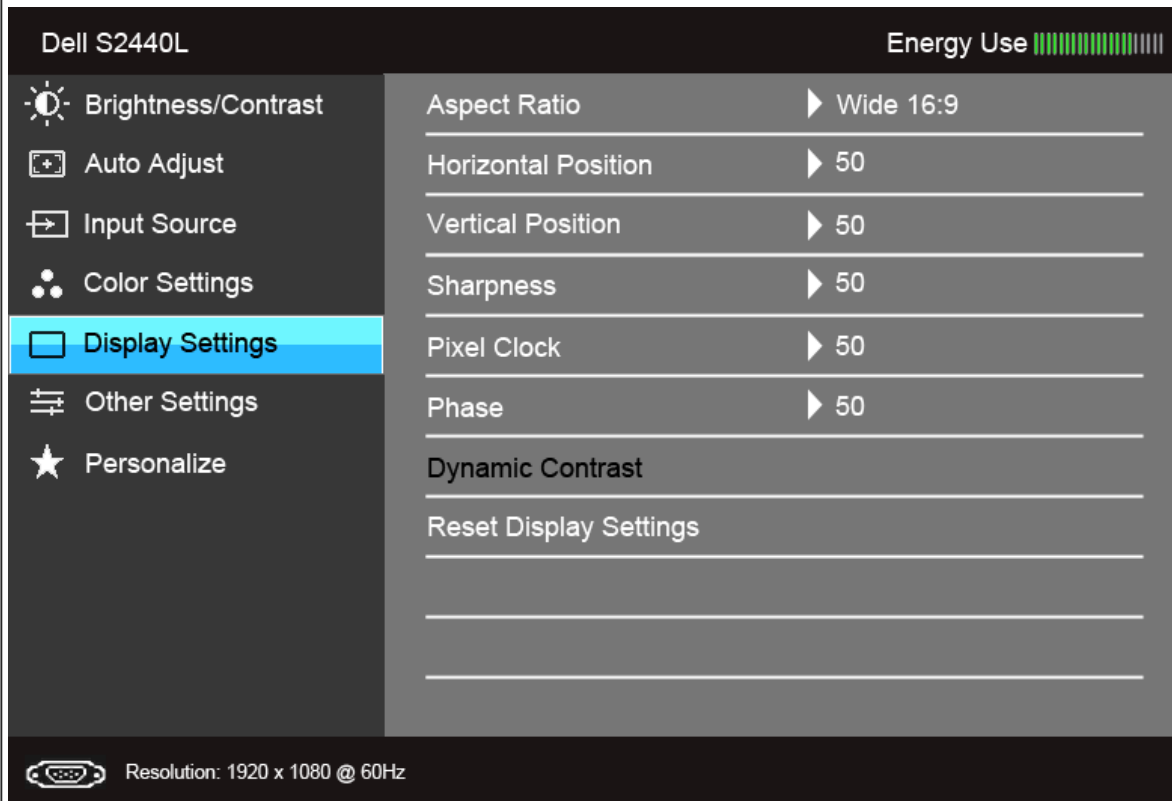 Dell S2440L Energy Use
Brightness/Contrast
Auto Adjust
Input Source
Color Settings
Display Settings
Other Settings
Personalize
Aspect Ratio Wide 16:9
Horizontal Position 50
Vertical Position 50
Sharpness 50
Pixel Clock 50
Phase 50
Dynamic Contrast
Reset Display Settings
Resolution: 1920 x 1080 @ 60Hz